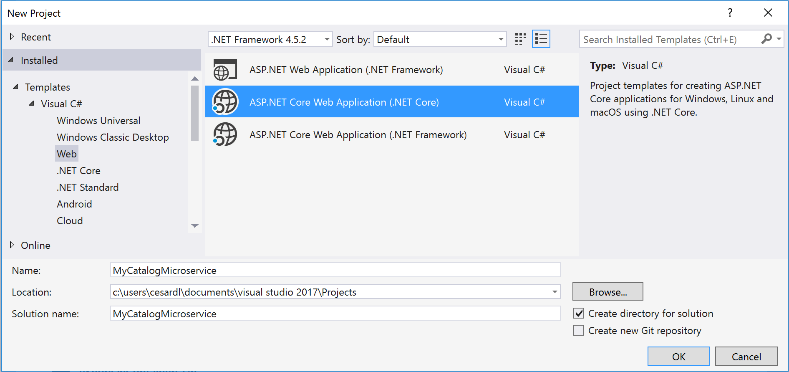 New Project
? ×
Recent
.NET Framework 4.5.2 Sort by: Default
Search Installed Templates (Ctrl+E)
Installed
Templates
Visual C#
Windows Universal
Windows Classic Desktop
Web
.NET Core
.NET Standard
Android
Cloud
Online
ASP.NET Web Application (.NET Framework) Visual C#
ASP.NET Core Web Application (.NET Core) Visual C#
ASP.NET Core Web Application (.NET Framework) Visual C#
Type: Visual C#
Project templates for creating ASP.NET
Core applications for Windows, Linux and
macOS using .NET Core.
Name: MyCatalogMicroservice
Location: c:\users\cesardl\documents\visual studio 2017\Projects
Browse...
Solution name: MyCatalogMicroservice
Create directory for solution
Create new Git repository
OK Cancel